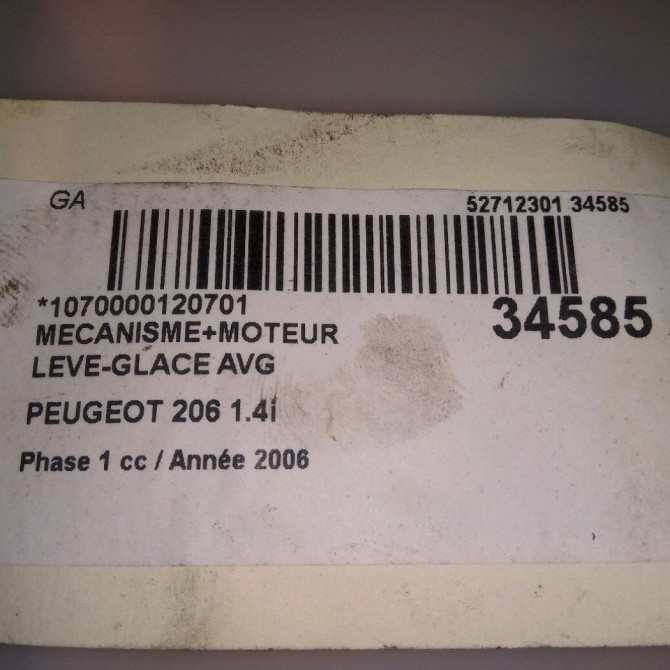 GA 52712301 34585
*1070000120701 34585
MECANISME+MOTEUR
LEVE-GLACE AVG
PEUGEOT 206 1.4i
Phase 1 cc / Année 2006